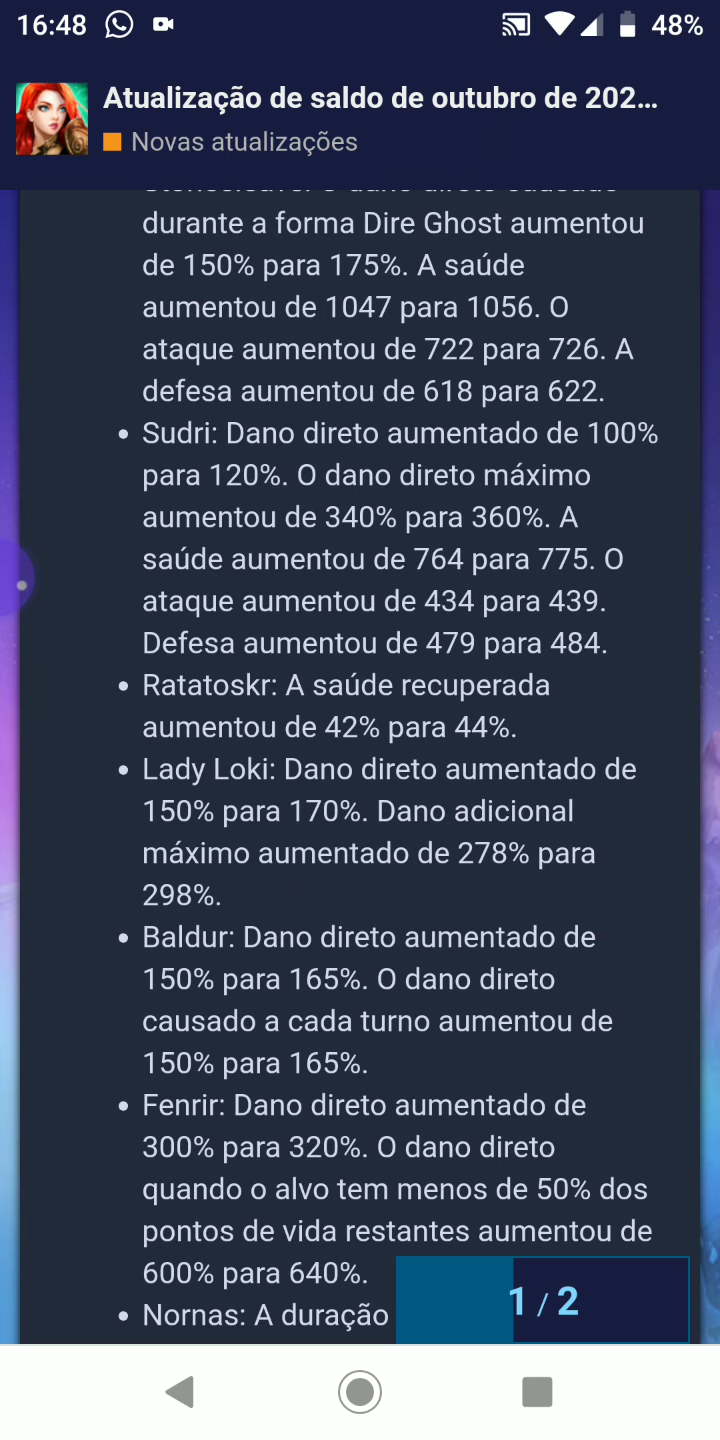 16:48
48%
Atualização de saldo de outubro de 202...
Novas atualizações
durante a forma Dire Ghost aumentou
de 150% para 175%. A saúde
aumentou de 1047 para 1056. O
ataque aumentou de 722 para 726. A
defesa aumentou de 618 para 622.
• Sudri: Dano direto aumentado de 100%
para 120%. O dano direto máximo
aumentou de 340% para 360%. A
saúde aumentou de 764 para 775. O
ataque aumentou de 434 para 439.
Defesa aumentou de 479 para 484.
• Ratatoskr: A saúde recuperada
aumentou de 42% para 44%.
• Lady Loki: Dano direto aumentado de
150% para 170%. Dano adicional
máximo aumentado de 278% para
298%.
• Baldur: Dano direto aumentado de
150% para 165%. O dano direto
causado a cada turno aumentou de
150% para 165%.
• Fenrir: Dano direto aumentado de
300% para 320%. O dano direto
quando o alvo tem menos de 50% dos
pontos de vida restantes aumentou de
600% para 640%.
• Nornas: A duração
1 / 2